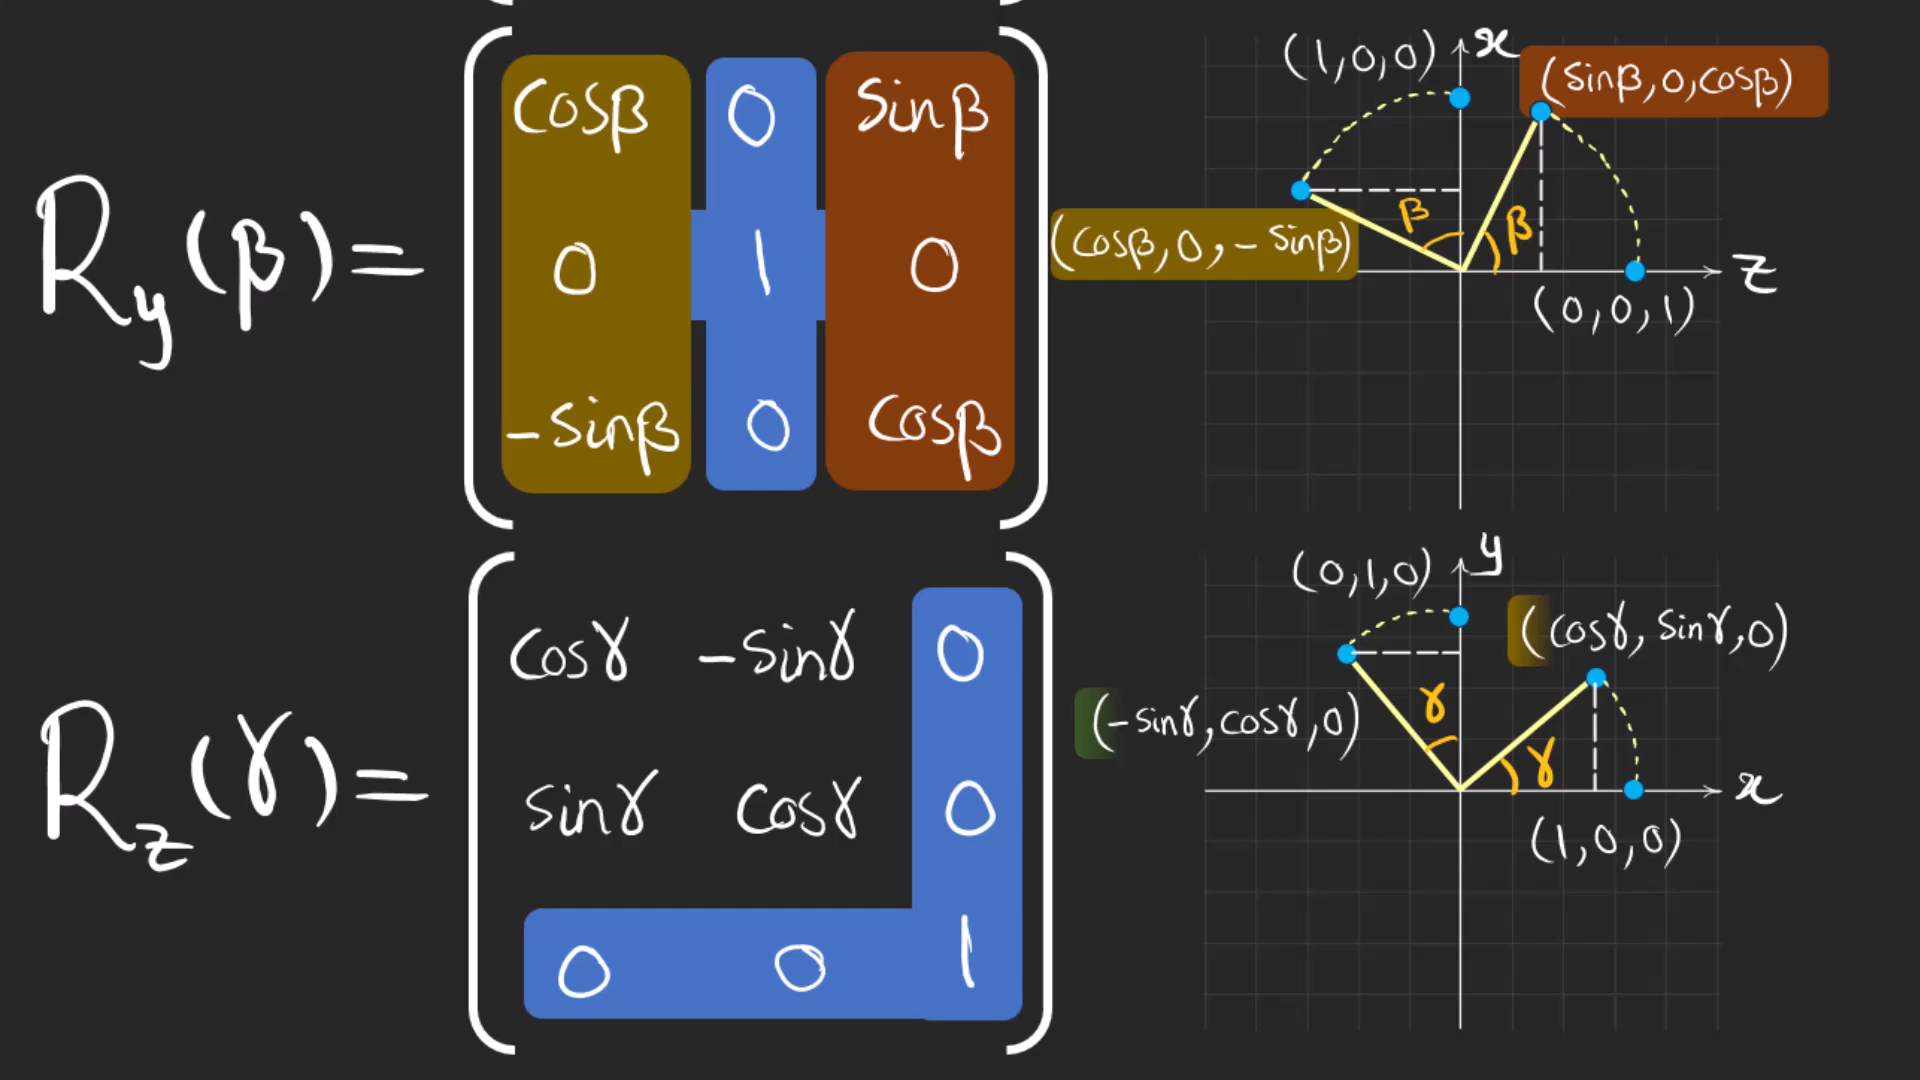 Ry(β) =
cosβ 0 sinβ
0 1 0
-sinβ 0 cosβ
(1,0,0) x
(sinβ,0,cosβ)
(cosβ,0,-sinβ)
β β
z
(0,0,1)
Rz(γ) =
cosγ -sinγ 0
sinγ cosγ 0
0 0 1
(0,1,0) y
(cosγ, sinγ,0)
(-sinγ,cosγ,0)
γ γ
x
(1,0,0)